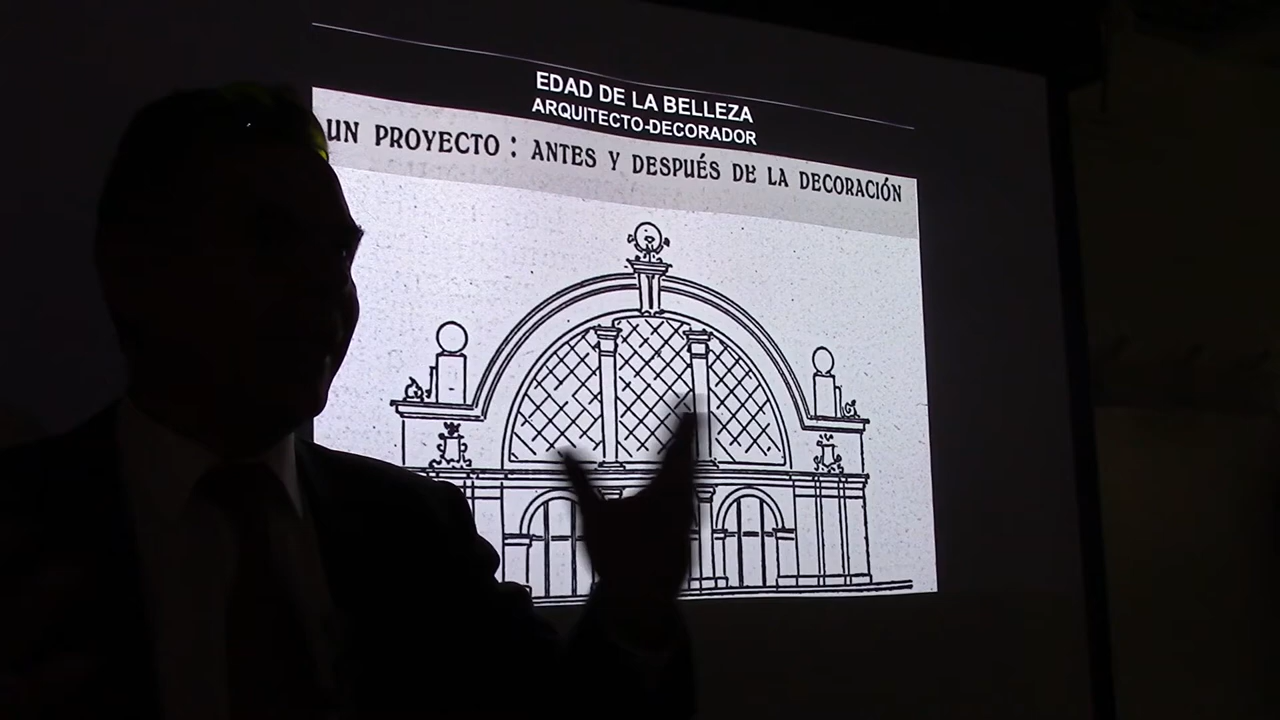 EDAD DE LA BELLEZA
ARQUITECTO-DECORADOR
UN PROYECTO : ANTES Y DESPUÉS DE LA DECORACIÓN